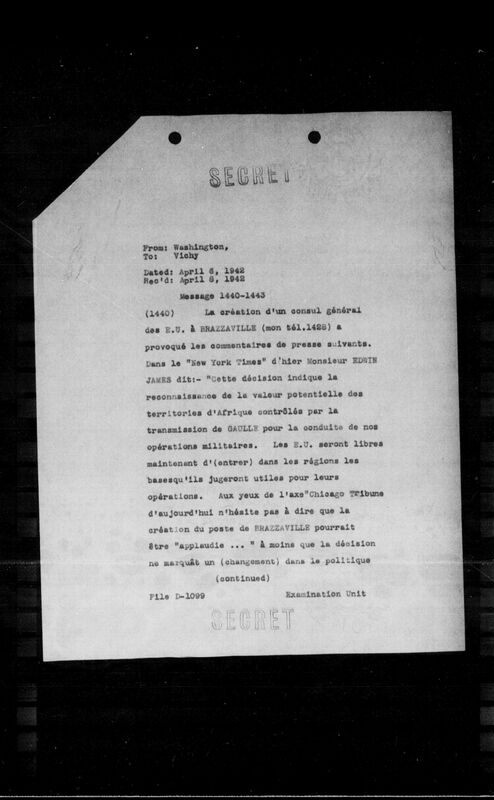 SECRET
From: Washington,
To: Vichy
Dated: April 6, 1942
Rec'd: April 8, 1942
Message 1440-1443
(1440) La création d'un consul général
des E.U. à BRAZZAVILLE (mon tél.1428) a
provoqué les commentaires de presse suivants.
Dans le "New York Times" d'hier Monsieur EDWIN
JAMES dit:- "Cette décision indique la
reconnaissance de la valeur potentielle des
territories d'Afrique contrôlés par la
transmission de GAULLE pour la conduite de nos
opérations militaires. Les E.U. seront libres
maintenant d'(entrer) dans les régions les
basesqu'ils jugeront utiles pour leurs
opérations. Aux yeux de l'axe"Chicago Tribune
d'aujourd'hui n'hésite pas à dire que la
création du poste de BRAZZAVILLE pourrait
être "applaudie ... " à moins que la décision
ne marquât un (changement) dans le politique
(continued)
File D-1099 Examination Unit
SECRET